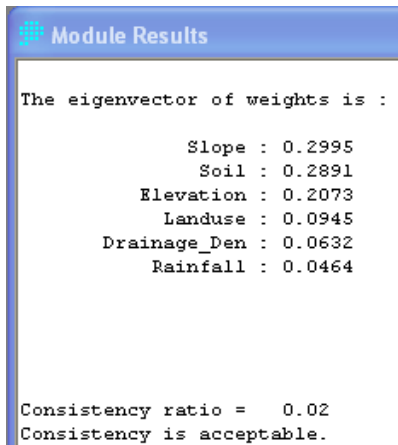 Module Results
The eigenvector of weights is :
Slope : 0.2995
Soil : 0.2891
Elevation : 0.2073
Landuse : 0.0945
Drainage_Den : 0.0632
Rainfall : 0.0464
Consistency ratio =   0.02
Consistency is acceptable.